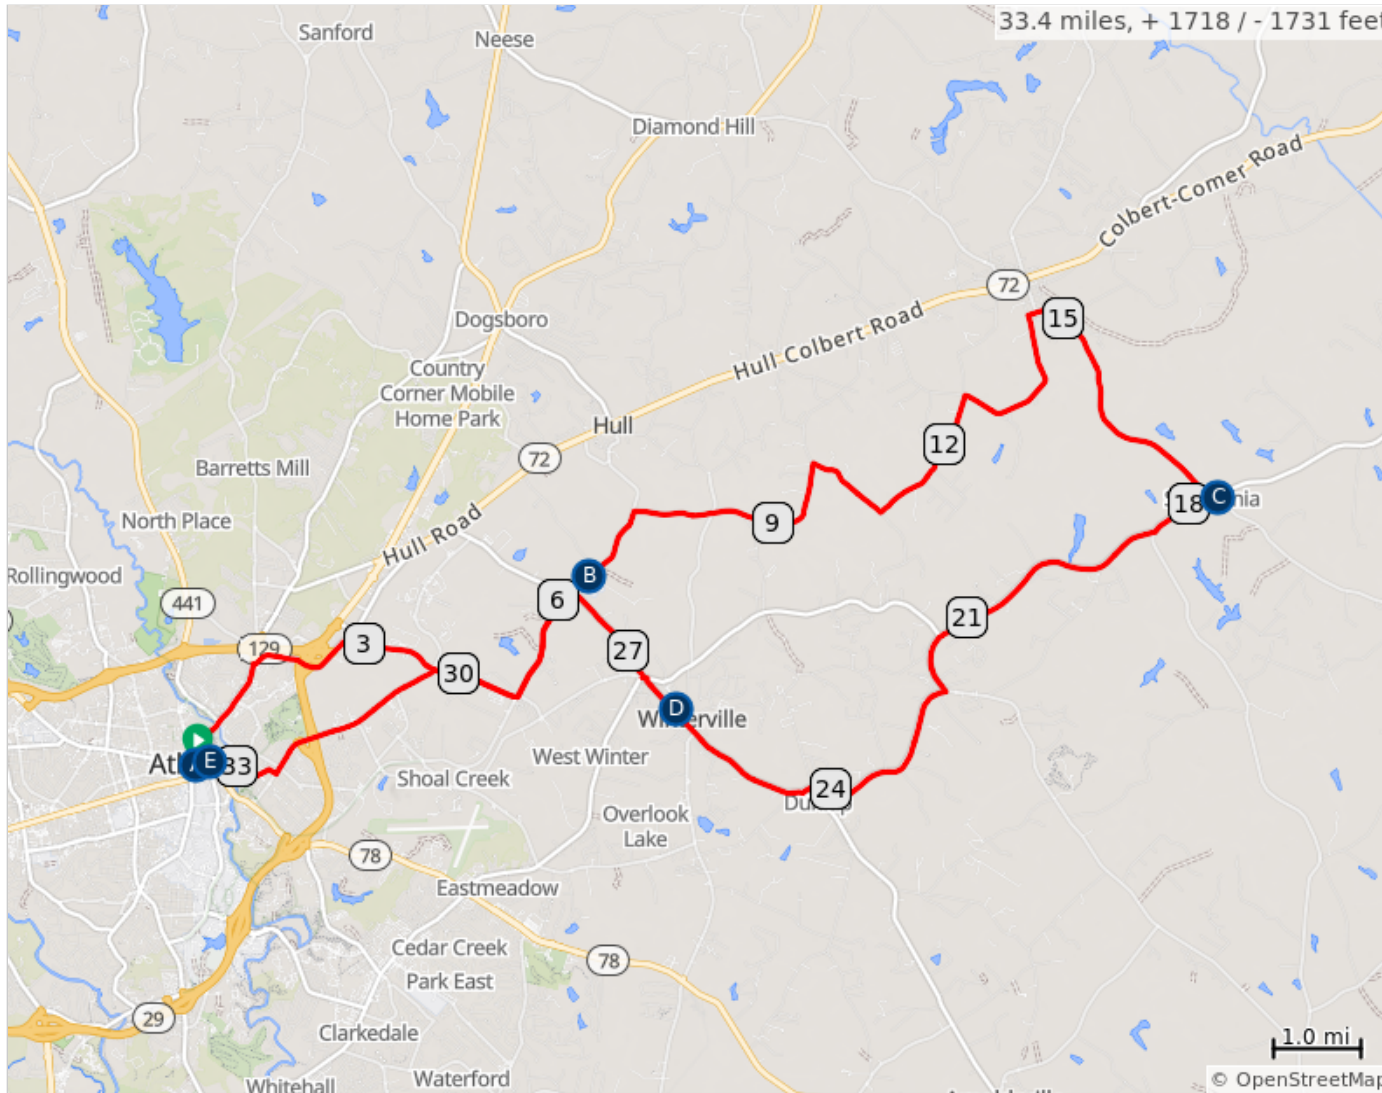 33.4 miles, + 1718 / - 1731 feet
Sanford
Neese
Diamond Hill
Colbert-Comer Road
72
15
Dogsboro
Hull Colbert Road
Country
Corner Mobile
Home Park
Hull
12
Barretts Mill
72
18
C
North Place
9
Hull Road
Rollingwood
B
441
6
21
129
3
27
30
D
Winterville
E
33
West Winter
Shoal Creek
24
Overlook
Lake
78
Eastmeadow
Cedar Creek
78
Park East
29
Clarkedale
1.0 mi
Waterford
Whitehall
© OpenStreetMap